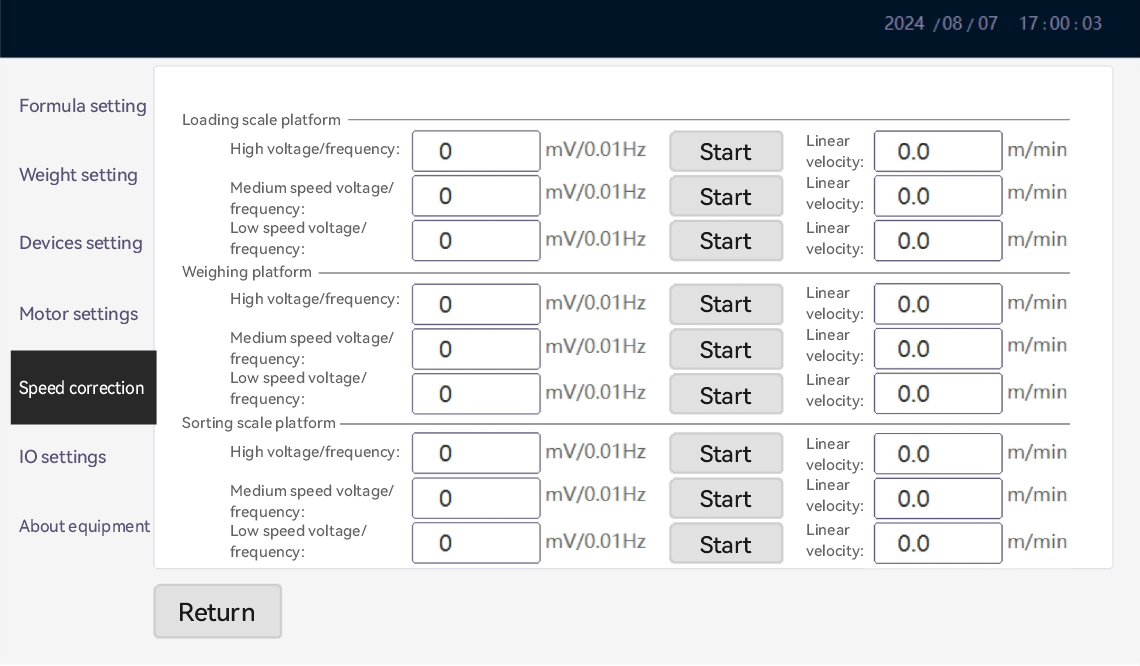 2024 /08/07 17:00:03
Formula setting
Weight setting
Devices setting
Motor settings
Speed correction
IO settings
About equipment
Loading scale platform
High voltage/frequency: 0 mV/0.01Hz Start Linear
velocity: 0.0 m/min
Medium speed voltage/
frequency: 0 mV/0.01Hz Start Linear
velocity: 0.0 m/min
Low speed voltage/
frequency: 0 mV/0.01Hz Start Linear
velocity: 0.0 m/min
Weighing platform
High voltage/frequency: 0 mV/0.01Hz Start Linear
velocity: 0.0 m/min
Medium speed voltage/
frequency: 0 mV/0.01Hz Start Linear
velocity: 0.0 m/min
Low speed voltage/
frequency: 0 mV/0.01Hz Start Linear
velocity: 0.0 m/min
Sorting scale platform
High voltage/frequency: 0 mV/0.01Hz Start Linear
velocity: 0.0 m/min
Medium speed voltage/
frequency: 0 mV/0.01Hz Start Linear
velocity: 0.0 m/min
Low speed voltage/
frequency: 0 mV/0.01Hz Start Linear
velocity: 0.0 m/min
Return